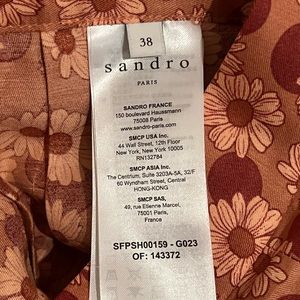 38
sandro
PARIS
SANDRO FRANCE
150 boulevard Haussmann
75008 Paris
www.sandro-paris.com
SMCP USA Inc.
44 Wall Street, 12th Floor
New York, New York 10005
RN132784
SMCP ASIA Inc.
The Centrium, Suite 3203A-5A, 32/F
60 Wyndham Street, Central
HONG-KONG
SMCP SAS,
49, rue Etienne Marcel,
75001 Paris,
France
SFPSH00159 - G023
OF: 143372